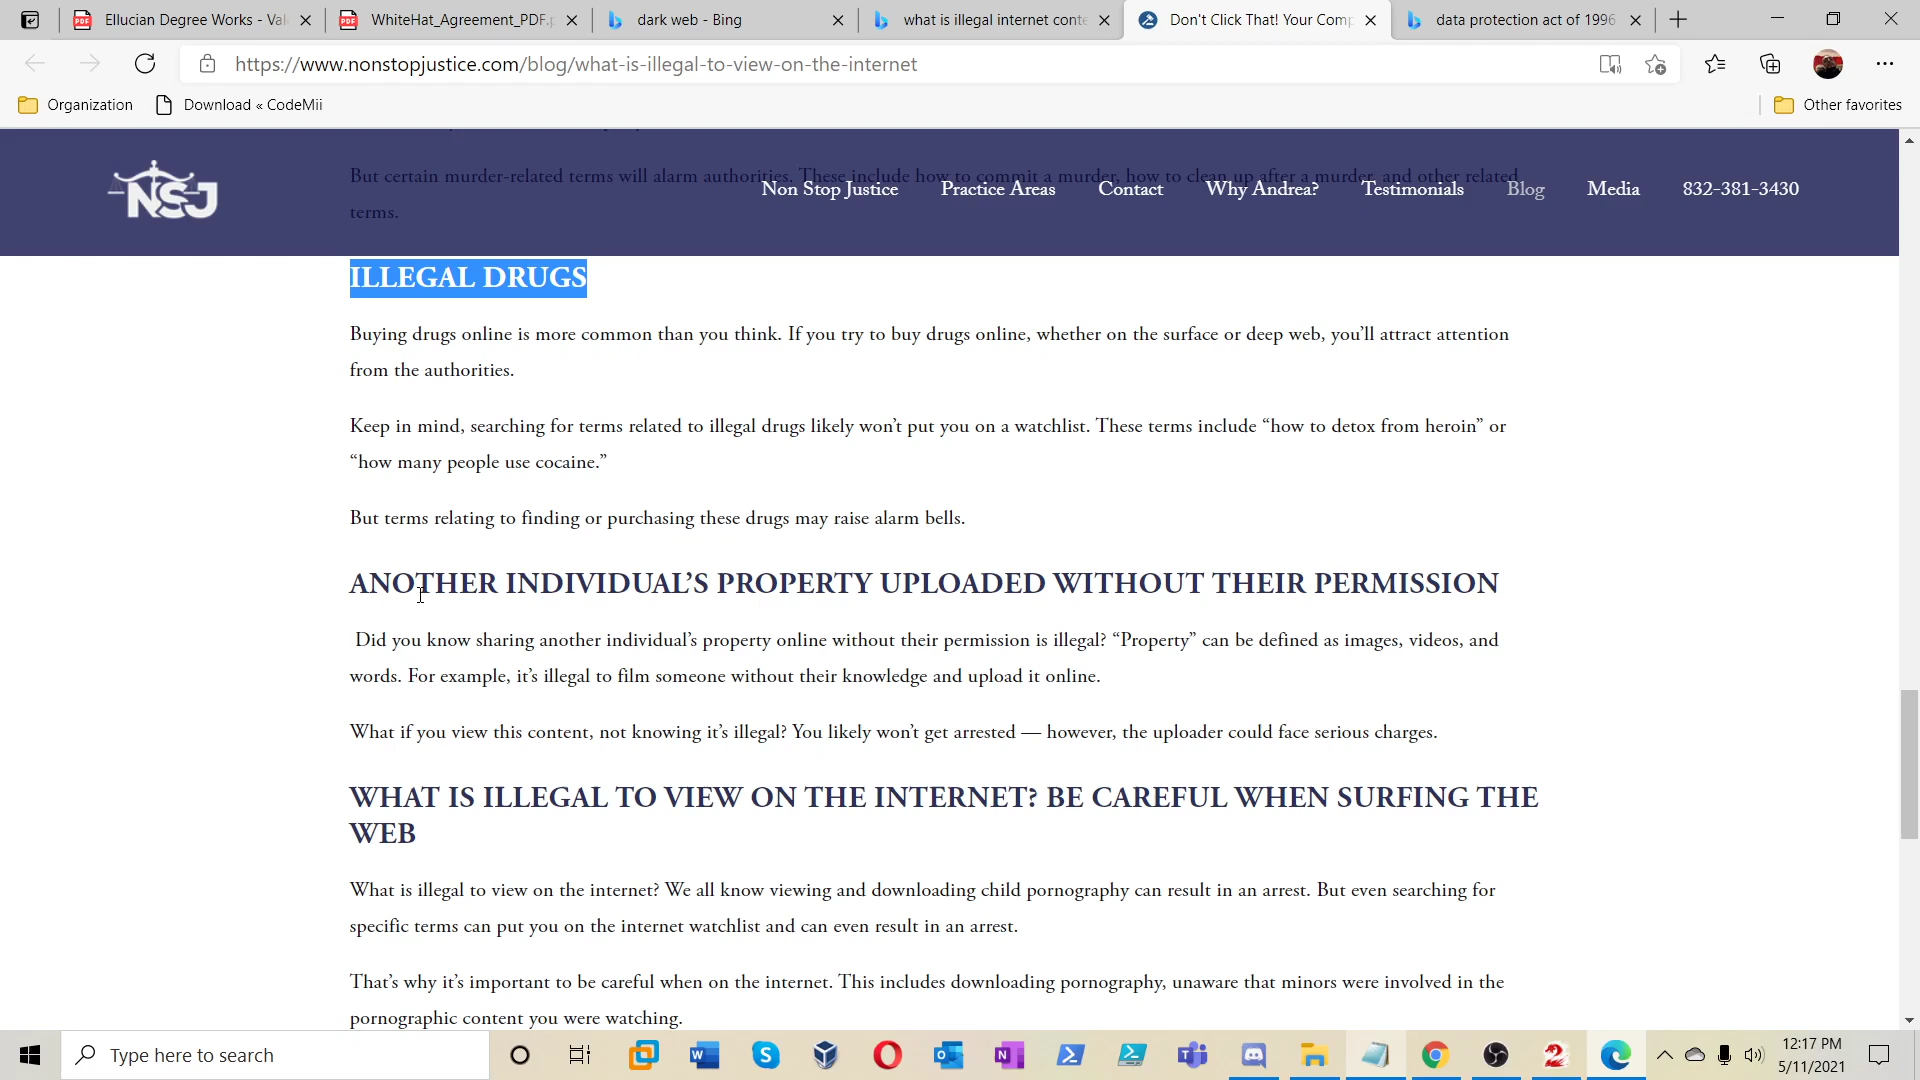 Ellucian Degree Works - Val
WhiteHat_Agreement_PDF.p
dark web - Bing
what is illegal internet conte
Don't Click That! Your Comp
data protection act of 1996
https://www.nonstopjustice.com/blog/what-is-illegal-to-view-on-the-internet
Organization
Download « CodeMii
Other favorites
But certain murder-related terms will alarm authorities. These include how to commit a murder, how to clean up after a murder, and other related
terms.
NSJ
Non Stop Justice
Practice Areas
Contact
Why Andrea?
Testimonials
Blog
Media
832-381-3430
ILLEGAL DRUGS
Buying drugs online is more common than you think. If you try to buy drugs online, whether on the surface or deep web, you’ll attract attention
from the authorities.
Keep in mind, searching for terms related to illegal drugs likely won’t put you on a watchlist. These terms include “how to detox from heroin” or
“how many people use cocaine.”
But terms relating to finding or purchasing these drugs may raise alarm bells.
ANOTHER INDIVIDUAL’S PROPERTY UPLOADED WITHOUT THEIR PERMISSION
Did you know sharing another individual’s property online without their permission is illegal? “Property” can be defined as images, videos, and
words. For example, it’s illegal to film someone without their knowledge and upload it online.
What if you view this content, not knowing it’s illegal? You likely won’t get arrested — however, the uploader could face serious charges.
WHAT IS ILLEGAL TO VIEW ON THE INTERNET? BE CAREFUL WHEN SURFING THE
WEB
What is illegal to view on the internet? We all know viewing and downloading child pornography can result in an arrest. But even searching for
specific terms can put you on the internet watchlist and can even result in an arrest.
That’s why it’s important to be careful when on the internet. This includes downloading pornography, unaware that minors were involved in the
pornographic content you were watching.
Type here to search
12:17 PM
5/11/2021